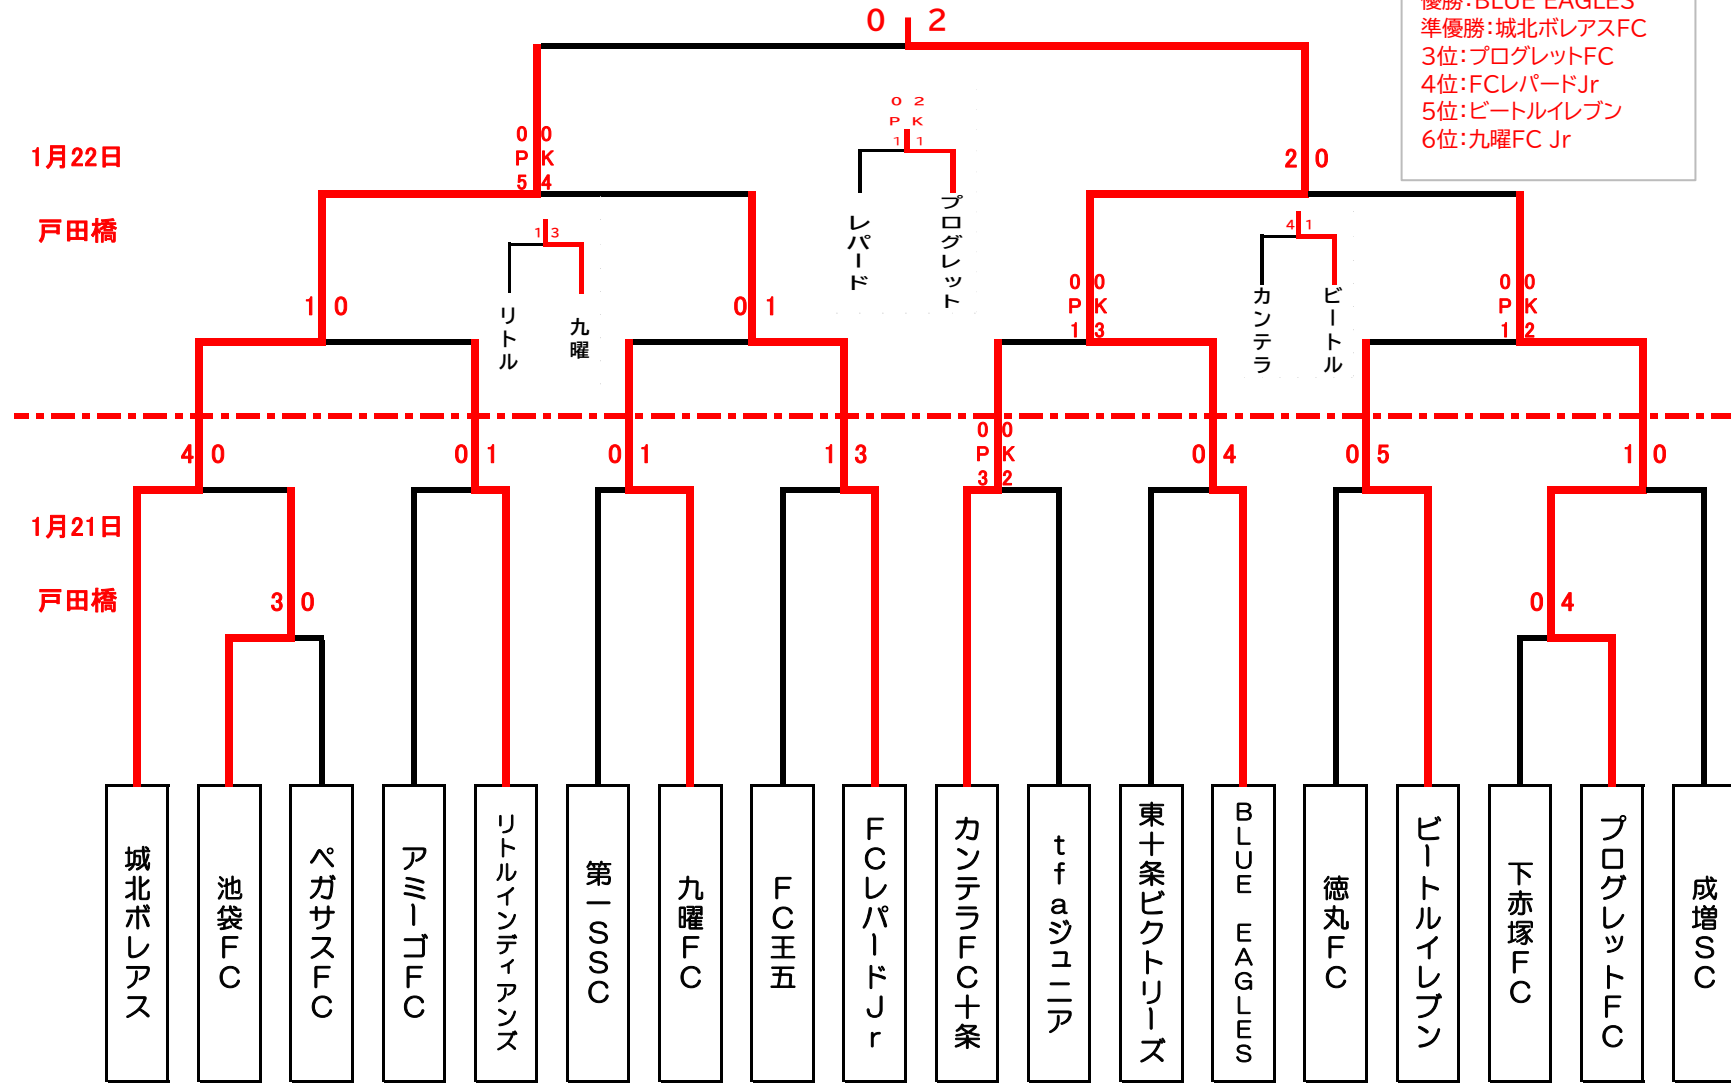 0 2
優勝：BLUE EAGLES
準優勝：城北ボレアスFC
3位：プログレットFC
4位：FCレパードJr
5位：ビートルイレブン
6位：九曜FC Jr
1月22日
戸田橋
0 0
P K
5 4
0 2
P K
1 1
レパード
プログレット
2 0
1 3
リトル
九曜
4 1
カンテラ
ビートル
1 0
0 1
0 0
P K
1 3
0 0
P K
1 2
4 0
0 1
0 1
1 3
0 0
P K
3 2
0 4
0 5
1 0
1月21日
戸田橋
3 0
0 4
城北ボレアス
池袋FC
ペガサスFC
アミーゴFC
リトルインディアンズ
第一SSC
九曜FC
FC王五
FCレパードJr
カンテラFC十条
tfaジュニア
東十条ビクトリーズ
BLUE EAGLES
徳丸FC
ビートルイレブン
下赤塚FC
プログレットFC
成増SC